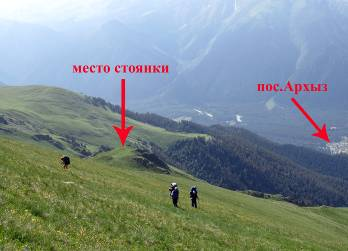 место стоянки
пос.Архыз